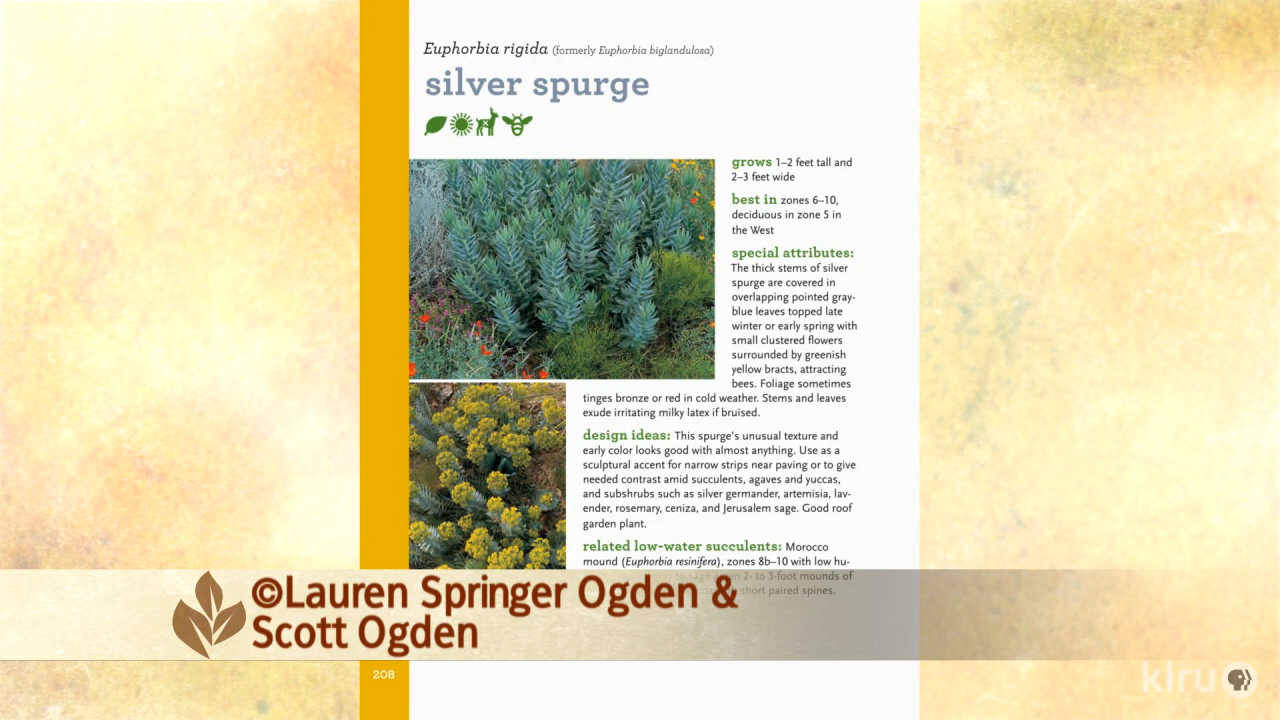 Euphorbia rigida (formerly Euphorbia biglandulosa)
silver spurge
grows 1–2 feet tall and
2–3 feet wide
best in zones 6–10,
deciduous in zone 5 in
the West
special attributes:
The thick stems of silver
spurge are covered in
overlapping pointed gray-
blue leaves topped late
winter or early spring with
small clustered flowers
surrounded by greenish
yellow bracts, attracting
bees. Foliage sometimes
tinges bronze or red in cold weather. Stems and leaves
exude irritating milky latex if bruised.
design ideas: This spurge's unusual texture and
early color looks good with almost anything. Use as a
sculptural accent for narrow strips near paving or to give
needed contrast amid succulents, agaves and yuccas,
and subshrubs such as silver germander, artemisia, lav-
ender, rosemary, ceniza, and Jerusalem sage. Good roof
garden plant.
related low-water succulents: Morocco
mound (Euphorbia resinifera), zones 8b–10 with low hu-
2- to 3-foot mounds of
short paired spines.
©Lauren Springer Ogden &
Scott Ogden
208
klru